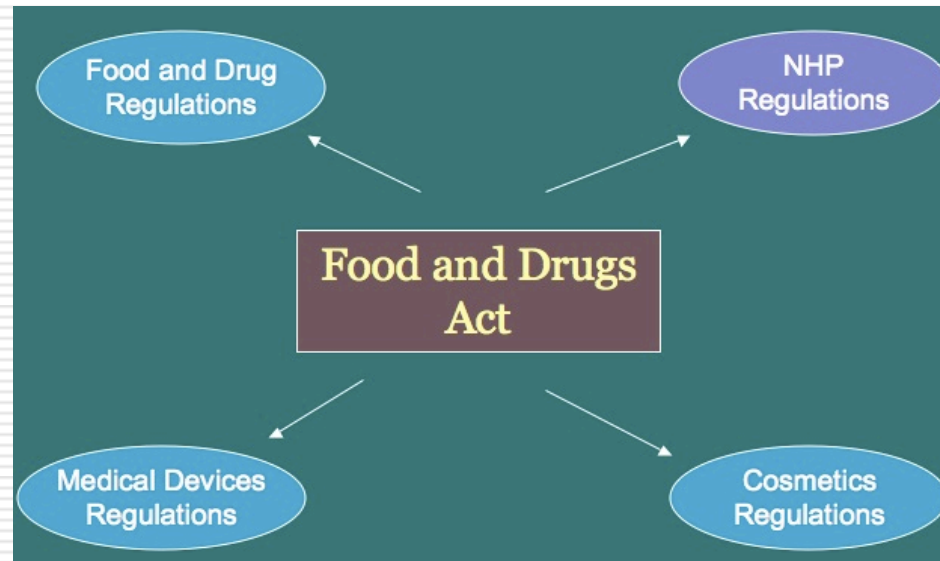 Food and Drug
Regulations
NHP
Regulations
Food and Drugs
Act
Medical Devices
Regulations
Cosmetics
Regulations